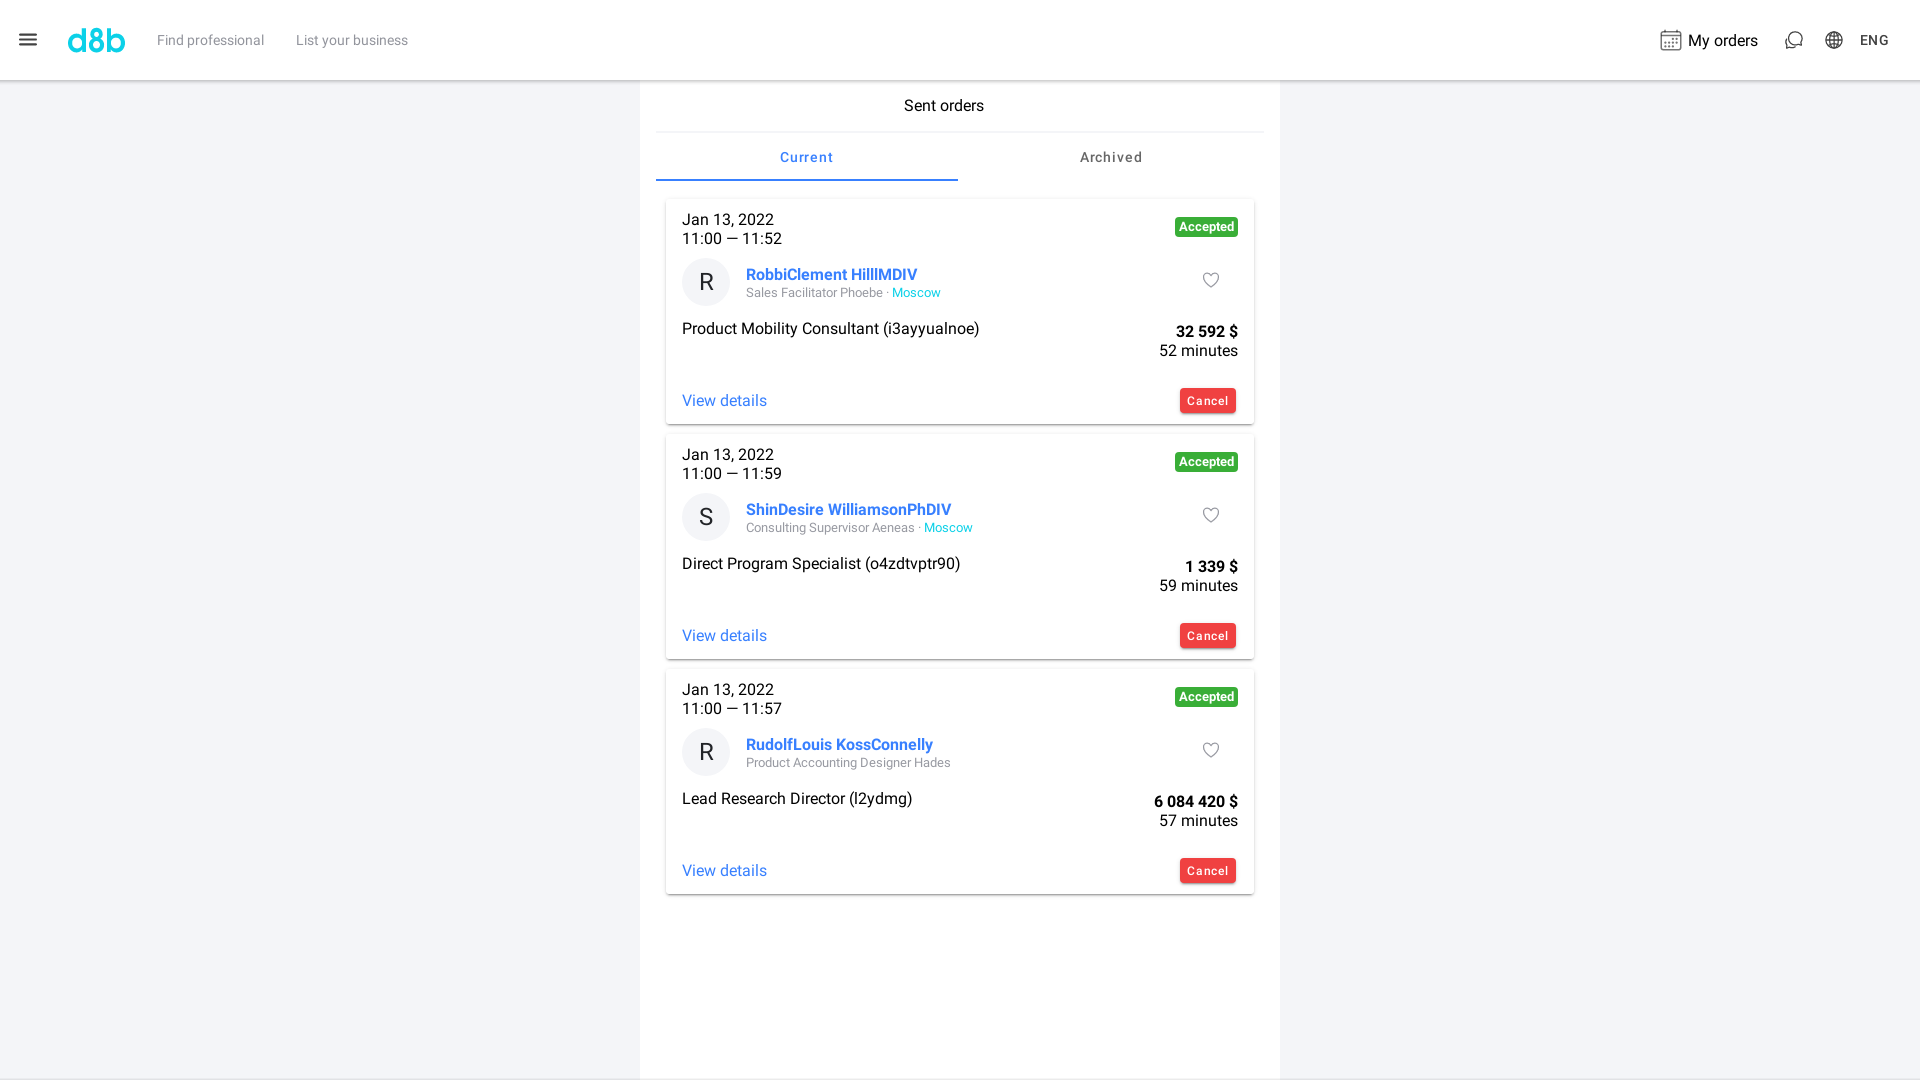 d8b
Find professional
List your business
My orders
ENG
Sent orders
Current
Archived
Jan 13, 2022
11:00 — 11:52
Accepted
R
RobbiClement HilllMDIV
Sales Facilitator Phoebe · Moscow
Product Mobility Consultant (i3ayyualnoe)
32 592 $
52 minutes
View details
Cancel
Jan 13, 2022
11:00 — 11:59
Accepted
S
ShinDesire WilliamsonPhDIV
Consulting Supervisor Aeneas · Moscow
Direct Program Specialist (o4zdtvptr90)
1 339 $
59 minutes
View details
Cancel
Jan 13, 2022
11:00 — 11:57
Accepted
R
RudolfLouis KossConnelly
Product Accounting Designer Hades
Lead Research Director (l2ydmg)
6 084 420 $
57 minutes
View details
Cancel